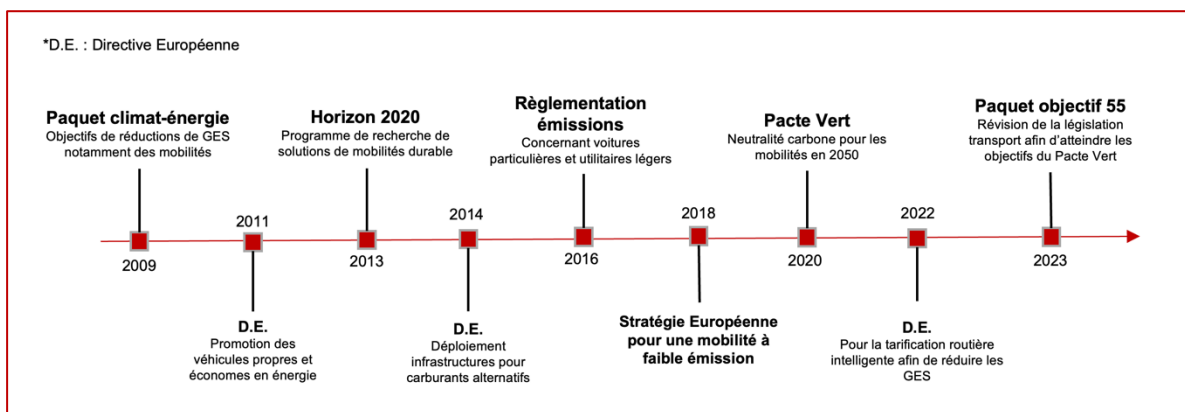 *D.E. : Directive Européenne
Paquet climat-énergie
Objectifs de réductions de GES
notamment des mobilités
2009
2011
D.E.
Promotion des
véhicules propres et
économes en énergie
Horizon 2020
Programme de recherche de
solutions de mobilités durable
2013
2014
D.E.
Déploiement
infrastructures pour
carburants alternatifs
Règlementation
émissions
Concernant voitures
particulières et utilitaires légers
2016
2018
Stratégie Européenne
pour une mobilité à
faible émission
Pacte Vert
Neutralité carbone pour les
mobilités en 2050
2020
2022
D.E.
Pour la tarification routière
intelligente afin de réduire les
GES
Paquet objectif 55
Révision de la législation
transport afin d'atteindre les
objectifs du Pacte Vert
2023